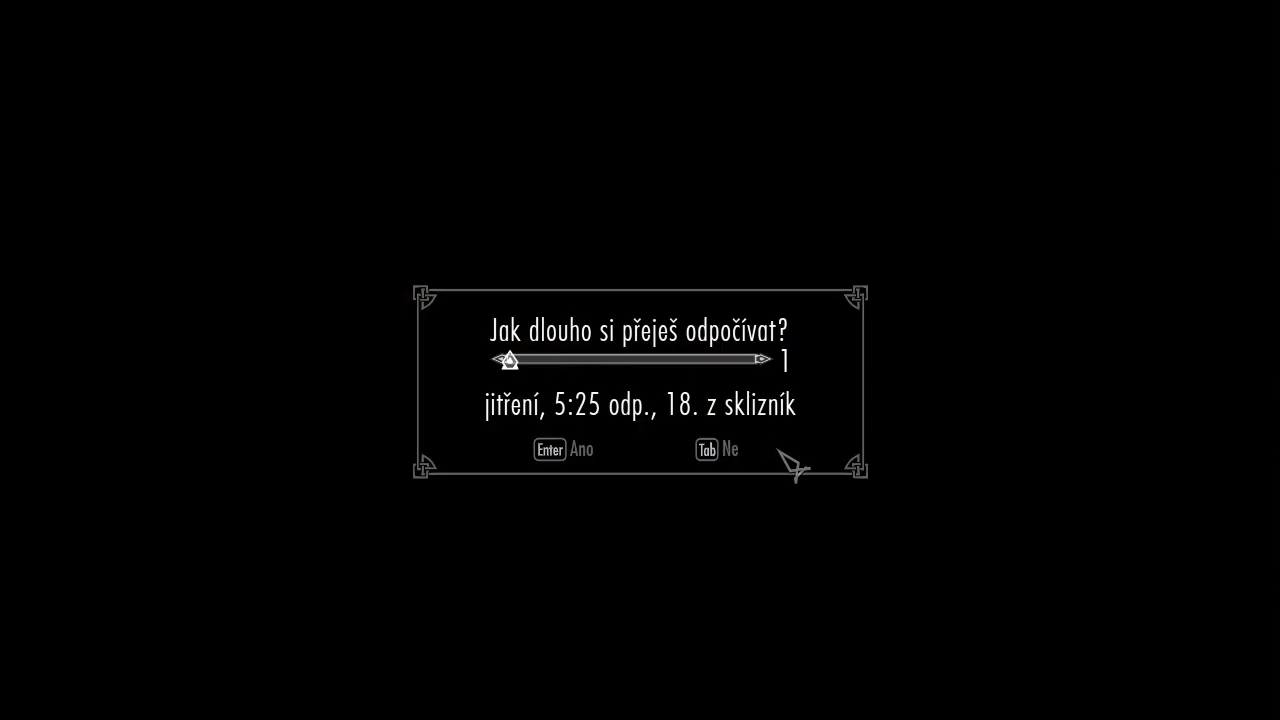 Jak dlouho si přeješ odpočívat?
1
jitření, 5:25 odp., 18. z sklizník
Enter Ano Tab Ne